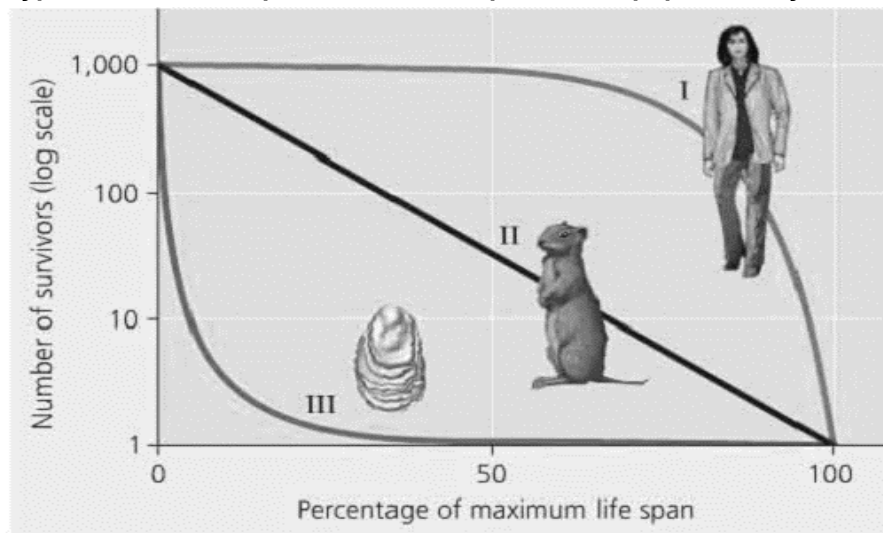 1,000
100
10
1
0
50
100
I
II
III
Number of survivors (log scale)
Percentage of maximum life span